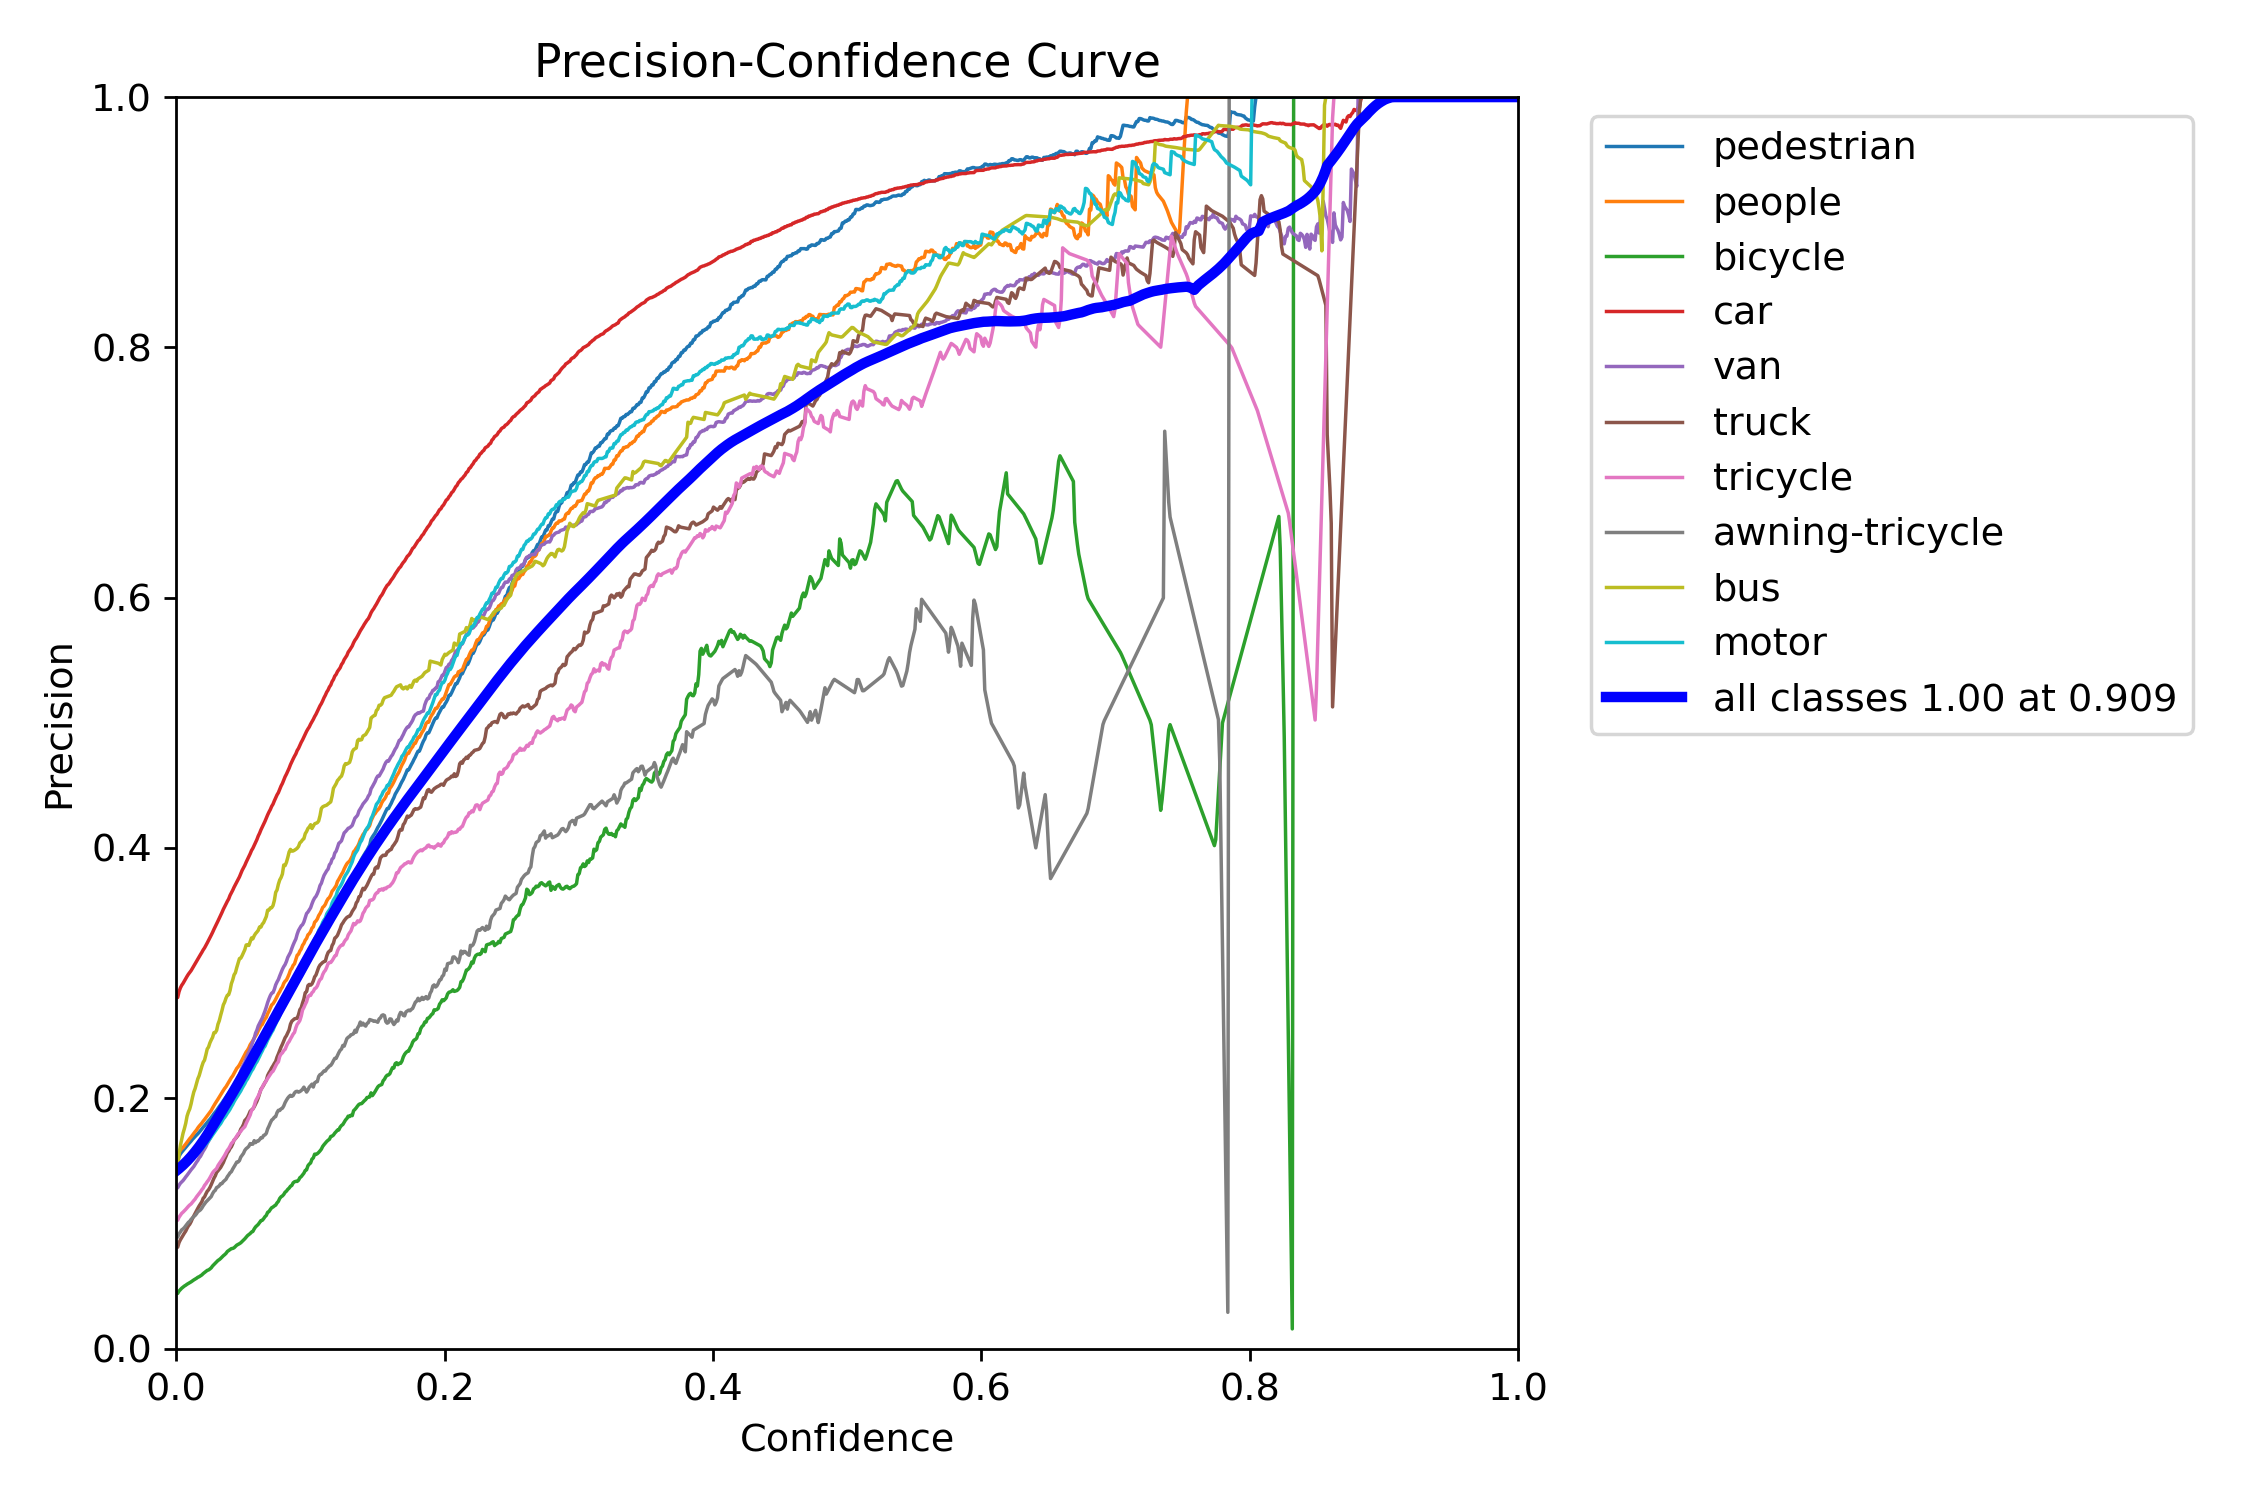 Precision-Confidence Curve
1.0
0.8
0.6
0.4
0.2
0.0
Precision
0.0 0.2 0.4 0.6 0.8 1.0
Confidence
pedestrian
people
bicycle
car
van
truck
tricycle
awning-tricycle
bus
motor
all classes 1.00 at 0.909